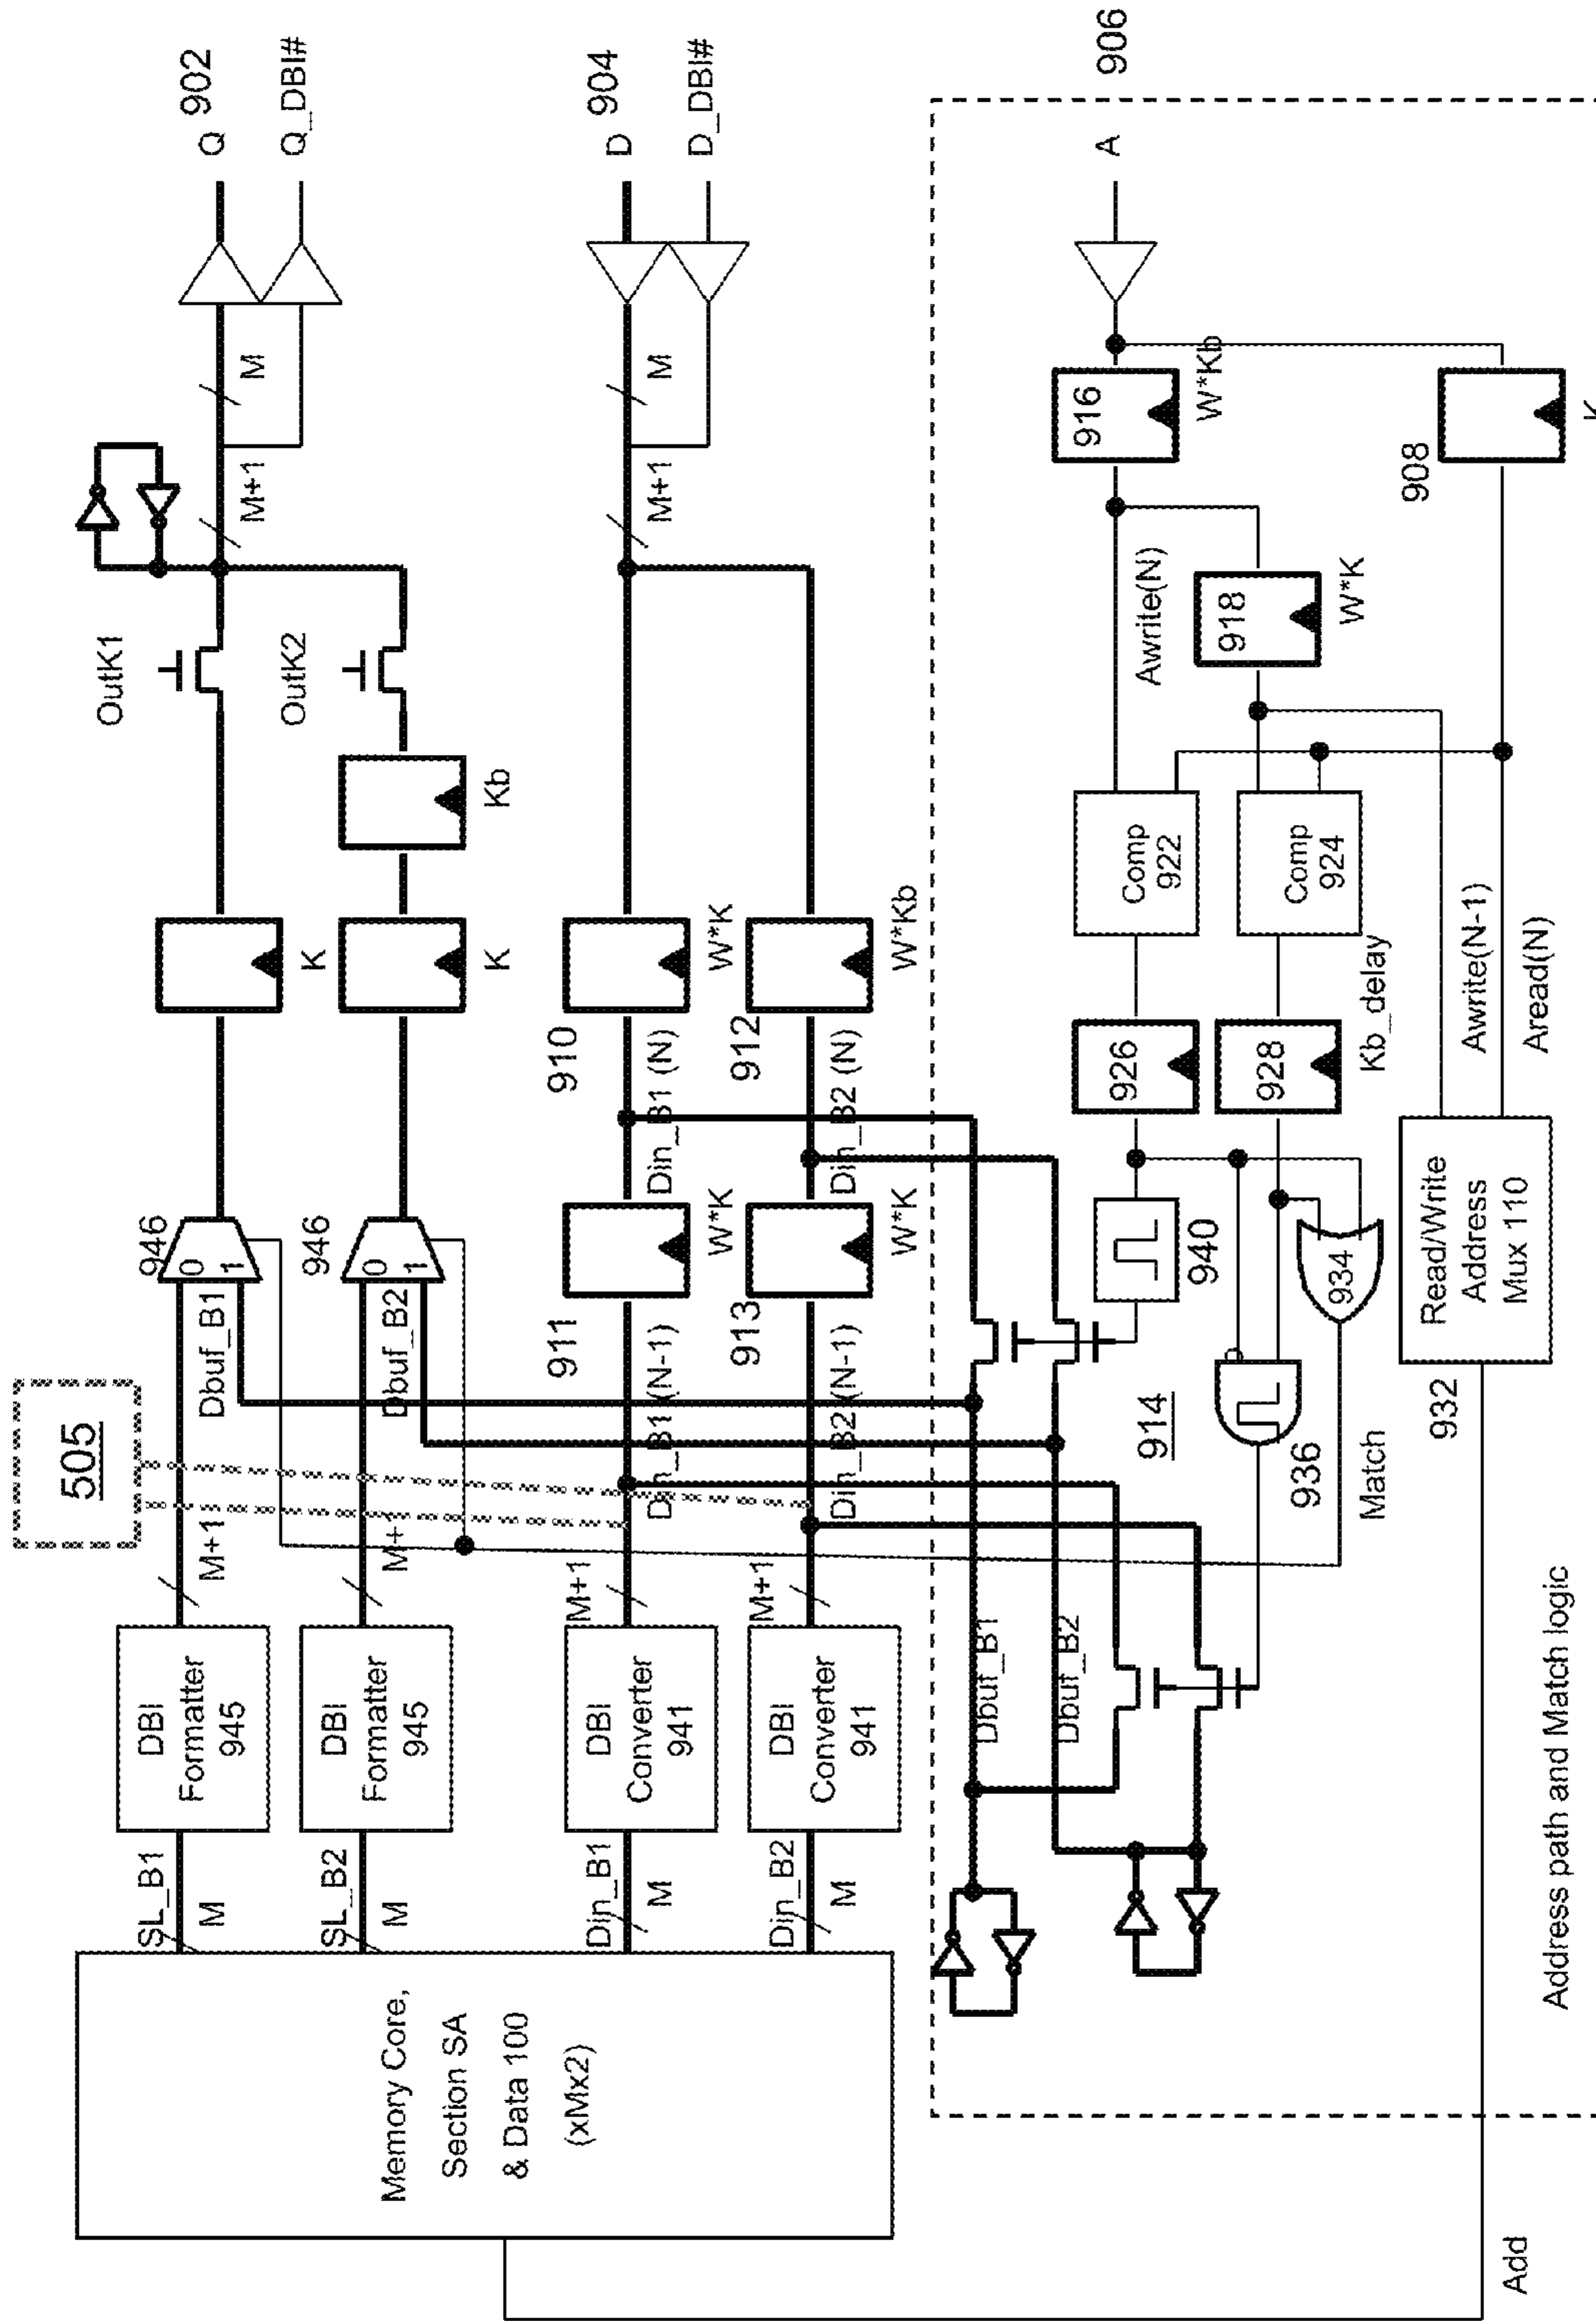 505
Memory Core,
Section SA
& Data 100
(xMx2)
SL_B1
M
SL_B2
M
Din_B1
M
Din_B2
M
DBI
Formatter
945
DBI
Formatter
945
DBI
Converter
941
DBI
Converter
941
M+1
M+1
M+1
M+1
Dbuf_B1
946
0
1
Dbuf_B2
946
0
1
Din_B1 (N-1)
911
W*K
Din_B2 (N-1)
913
W*K
Din_B1 (N)
910
W*K
Din_B2 (N)
912
W*Kb
K
K
Kb
OutK1
OutK2
M+1
M
Q 902
Q_DBI#
M+1
M
D 904
D_DBI#
A
906
916
W*Kb
908
K
Awrite(N)
918
W*K
Comp
922
Comp
924
926
928
Kb_delay
Awrite(N-1)
Aread(N)
940
914
936
934
Match
932
Read/Write
Address
Mux 110
Dbuf_B1
Dbuf_B2
Address path and Match logic
Add